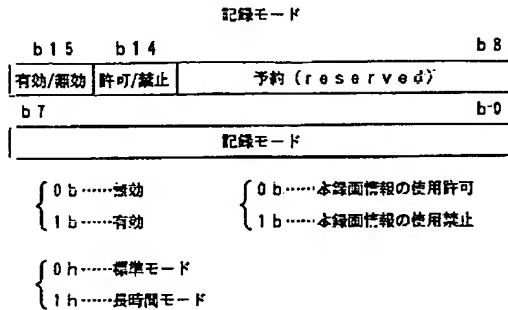 記録モード
b15 b14 b8
有効/無効 許可/禁止 予約(reserved)
b7 b-0
記録モード
0b……無効 0b……本録画情報の使用許可
1b……有効 1b……本録画情報の使用禁止
0h……標準モード
1h……長時間モード